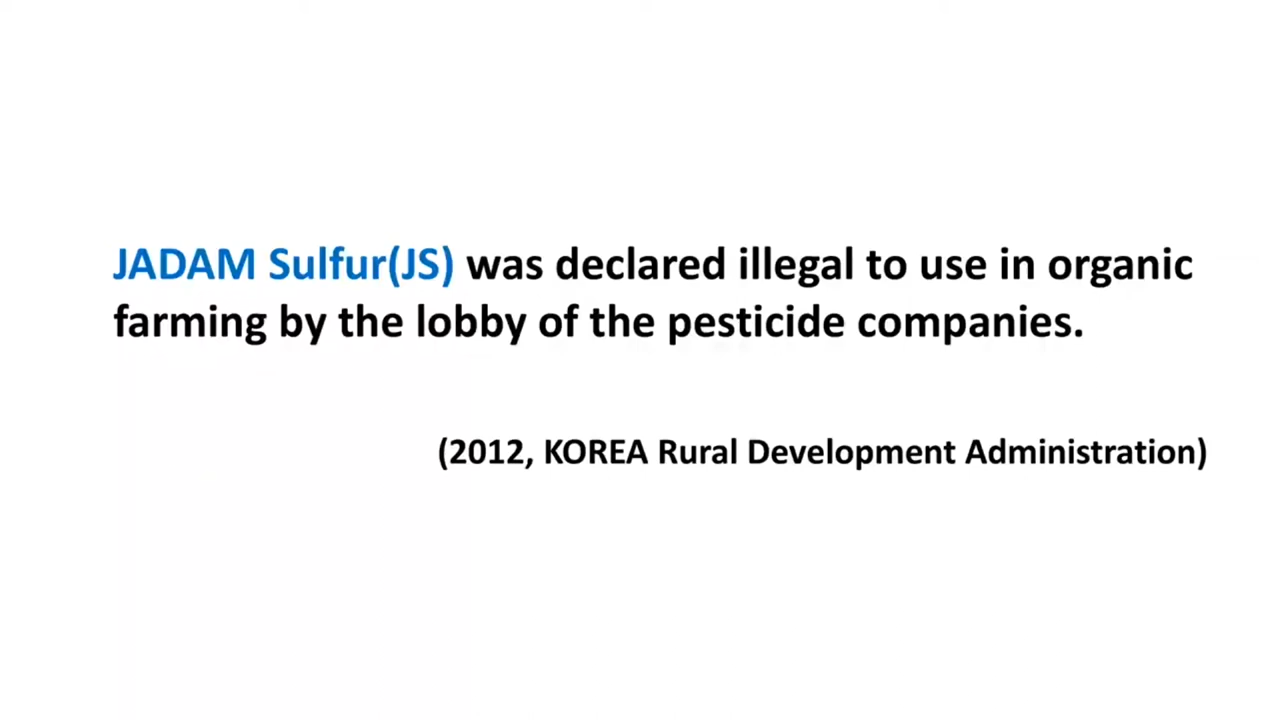 JADAM Sulfur(JS) was declared illegal to use in organic
farming by the lobby of the pesticide companies.
(2012, KOREA Rural Development Administration)